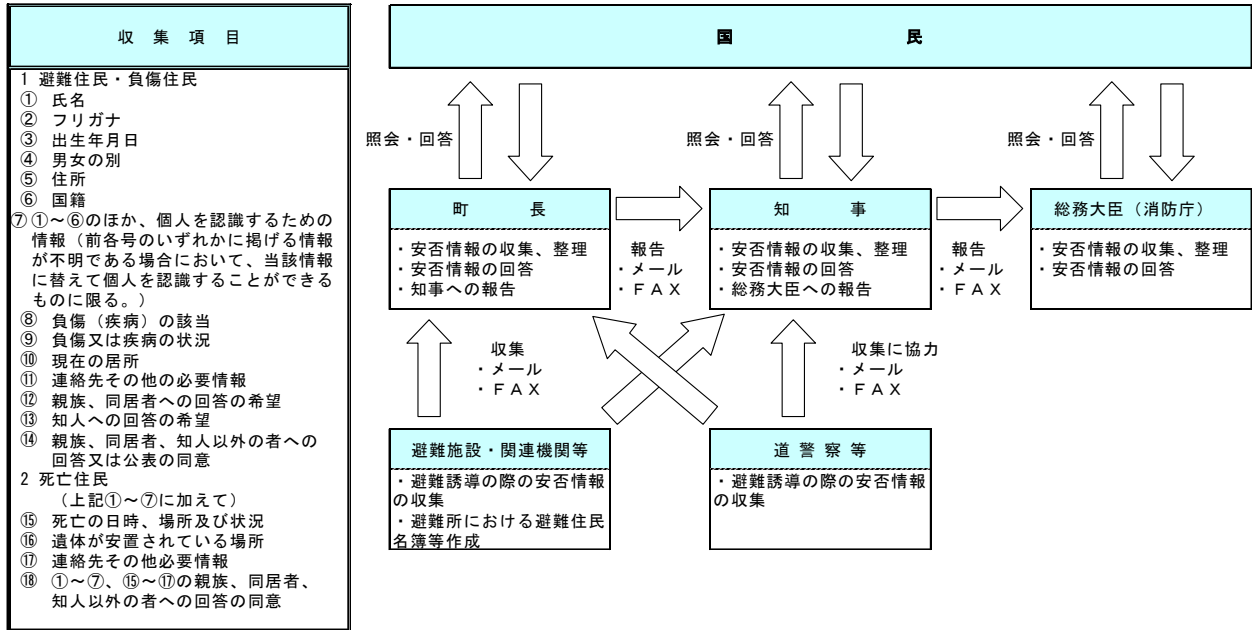 収 集 項 目
1 避難住民・負傷住民
① 氏名
② フリガナ
③ 出生年月日
④ 男女の別
⑤ 住所
⑥ 国籍
⑦ ①～⑥のほか、個人を認識するための
情報（前各号のいずれかに掲げる情報
が不明である場合において、当該情報
に替えて個人を認識することができる
ものに限る。）
⑧ 負傷（疾病）の該当
⑨ 負傷又は疾病の状況
⑩ 現在の居所
⑪ 連絡先その他の必要情報
⑫ 親族、同居者への回答の希望
⑬ 知人への回答の希望
⑭ 親族、同居者、知人以外の者への
回答又は公表の同意
2 死亡住民
（上記①～⑦に加えて）
⑮ 死亡の日時、場所及び状況
⑯ 遺体が安置されている場所
⑰ 連絡先その他必要情報
⑱ ①～⑦、⑮～⑰の親族、同居者、
知人以外の者への回答の同意
国 民
照会・回答
照会・回答
照会・回答
町 長
・安否情報の収集、整理
・安否情報の回答
・知事への報告
報告
・メール
・ＦＡＸ
知 事
・安否情報の収集、整理
・安否情報の回答
・総務大臣への報告
報告
・メール
・ＦＡＸ
総務大臣（消防庁）
・安否情報の収集、整理
・安否情報の回答
収集
・メール
・ＦＡＸ
収集に協力
・メール
・ＦＡＸ
避難施設・関連機関等
・避難誘導の際の安否情報
の収集
・避難所における避難住民
名簿等作成
道 警 察 等
・避難誘導の際の安否情報
の収集